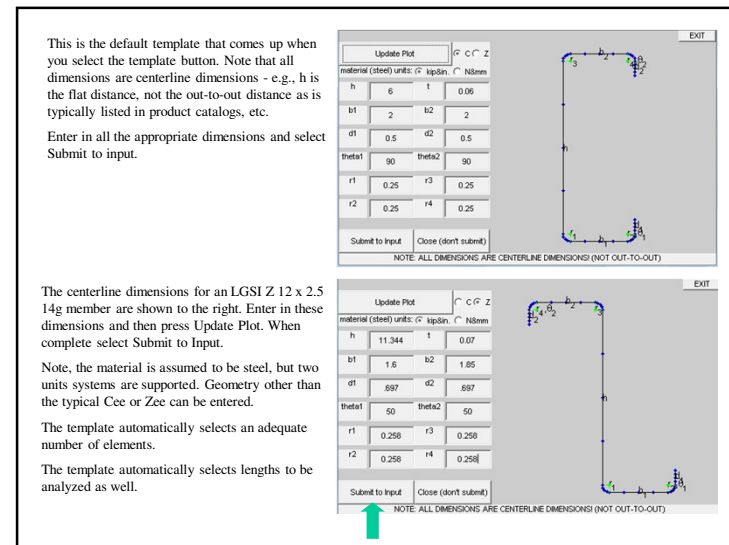 This is the default template that comes up when
you select the template button. Note that all
dimensions are centerline dimensions - e.g., h is
the flat distance, not the out-to-out distance as is
typically listed in product catalogs, etc.
Enter in all the appropriate dimensions and select
Submit to input.
EXIT
Update Plot C Z
material (steel) units: kip&in. N&mm
h 6 t 0.06
b1 2 b2 2
d1 0.5 d2 0.5
theta1 90 theta2 90
r1 0.25 r3 0.25
r2 0.25 r4 0.25
Submit to Input Close (don't submit)
NOTE: ALL DIMENSIONS ARE CENTERLINE DIMENSIONS! (NOT OUT-TO-OUT)
The centerline dimensions for an LGSI Z 12 x 2.5
14g member are shown to the right. Enter in these
dimensions and then press Update Plot. When
complete select Submit to Input.
Note, the material is assumed to be steel, but two
units systems are supported. Geometry other than
the typical Cee or Zee can be entered.
The template automatically selects an adequate
number of elements.
The template automatically selects lengths to be
analyzed as well.
EXIT
Update Plot C Z
material (steel) units: kip&in. N&mm
h 11.344 t 0.07
b1 1.6 b2 1.85
d1 .697 d2 .697
theta1 50 theta2 50
r1 0.258 r3 0.258
r2 0.258 r4 0.258
Submit to Input Close (don't submit)
NOTE: ALL DIMENSIONS ARE CENTERLINE DIMENSIONS! (NOT OUT-TO-OUT)